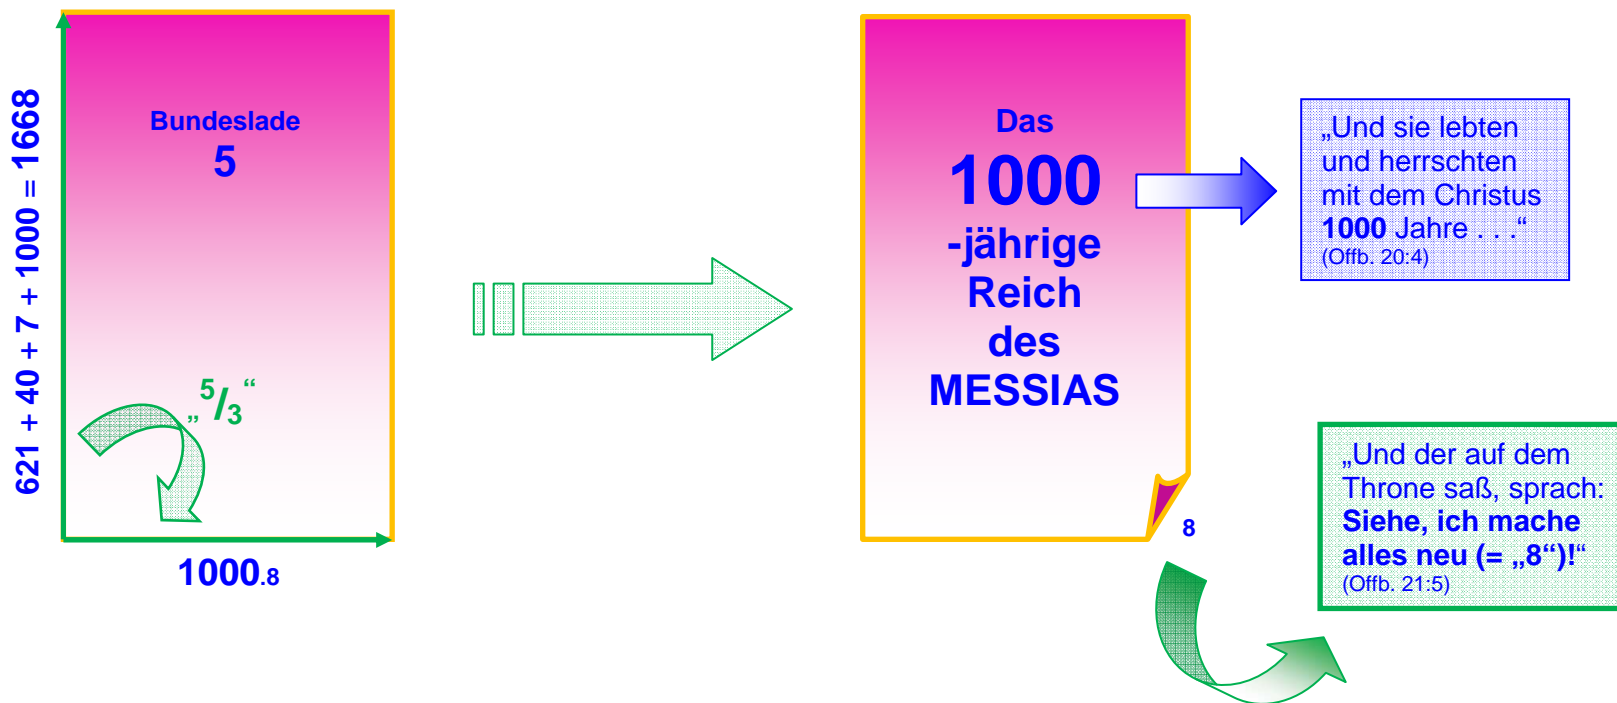 621 + 40 + 7 + 1000 = 1668
Bundeslade
5
„ 5/3 “
1000.8
Das
1000
-jährige
Reich
des
MESSIAS
8
„Und sie lebten
und herrschten
mit dem Christus
1000 Jahre . . .“
(Offb. 20:4)
„Und der auf dem
Throne saß, sprach:
Siehe, ich mache
alles neu (= „8“)!“
(Offb. 21:5)